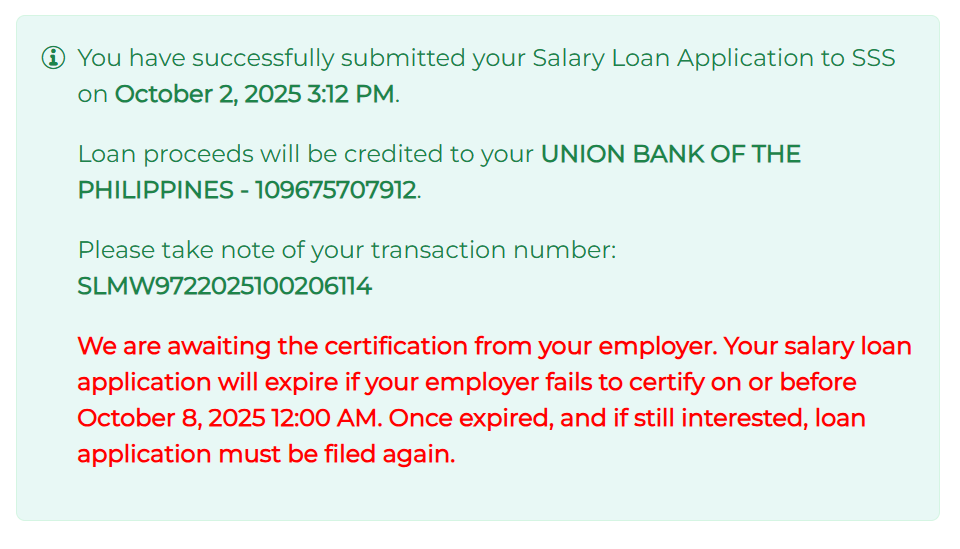 You have successfully submitted your Salary Loan Application to SSS
on October 2, 2025 3:12 PM.
Loan proceeds will be credited to your UNION BANK OF THE
PHILIPPINES - 109675707912.
Please take note of your transaction number:
SLMW9722025100206114
We are awaiting the certification from your employer. Your salary loan
application will expire if your employer fails to certify on or before
October 8, 2025 12:00 AM. Once expired, and if still interested, loan
application must be filed again.